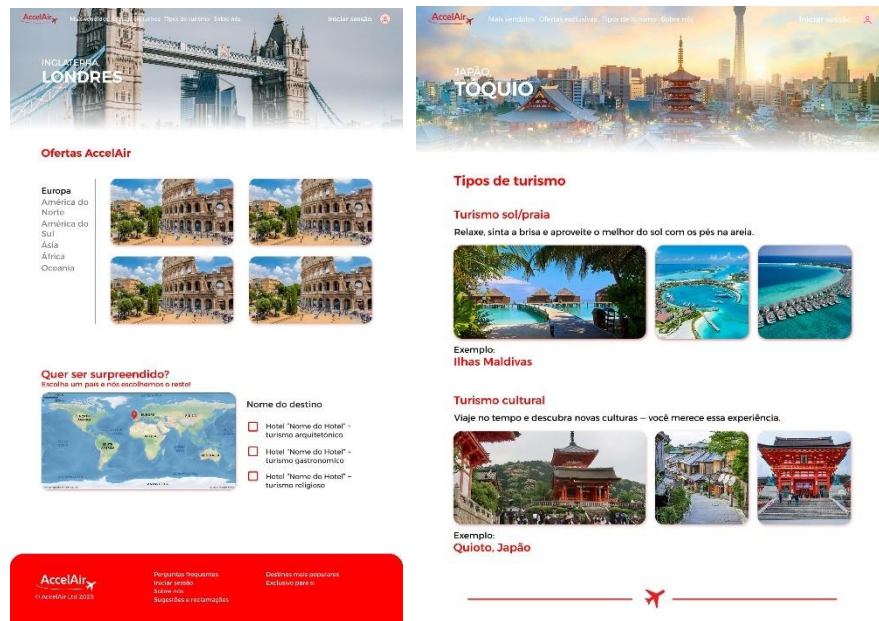 AccelAir
Mais vendidos Ofertas exclusivas Tipos de turismo Sobre nós
Iniciar sessão
INGLATERRA,
LONDRES
Ofertas AccelAir
Europa
América do
Norte
América do
Sul
Ásia
África
Oceania
Quer ser surpreendido?
Escolha um país e nós escolhemos o resto!
EUROPE
AFRICA
Nome do destino
Hotel "Nome do Hotel" -
turismo arquitetónico
Hotel "Nome do Hotel" -
turismo gastronomico
Hotel "Nome do Hotel" -
turismo religioso
AccelAir
© AccelAir Ltd 2025
Perguntas frequentes
Iniciar sessão
Sobre nós
Sugestões e reclamações
Destinos mais populares
Exclusivo para si
AccelAir
Mais vendidos Ofertas exclusivas Tipos de turismo Sobre nós
Iniciar sessão
JAPÃO,
TÓQUIO
Tipos de turismo
Turismo sol/praia
Relaxe, sinta a brisa e aproveite o melhor do sol com os pés na areia.
Exemplo:
Ilhas Maldivas
Turismo cultural
Viaje no tempo e descubra novas culturas — você merece essa experiência.
Exemplo:
Quioto, Japão